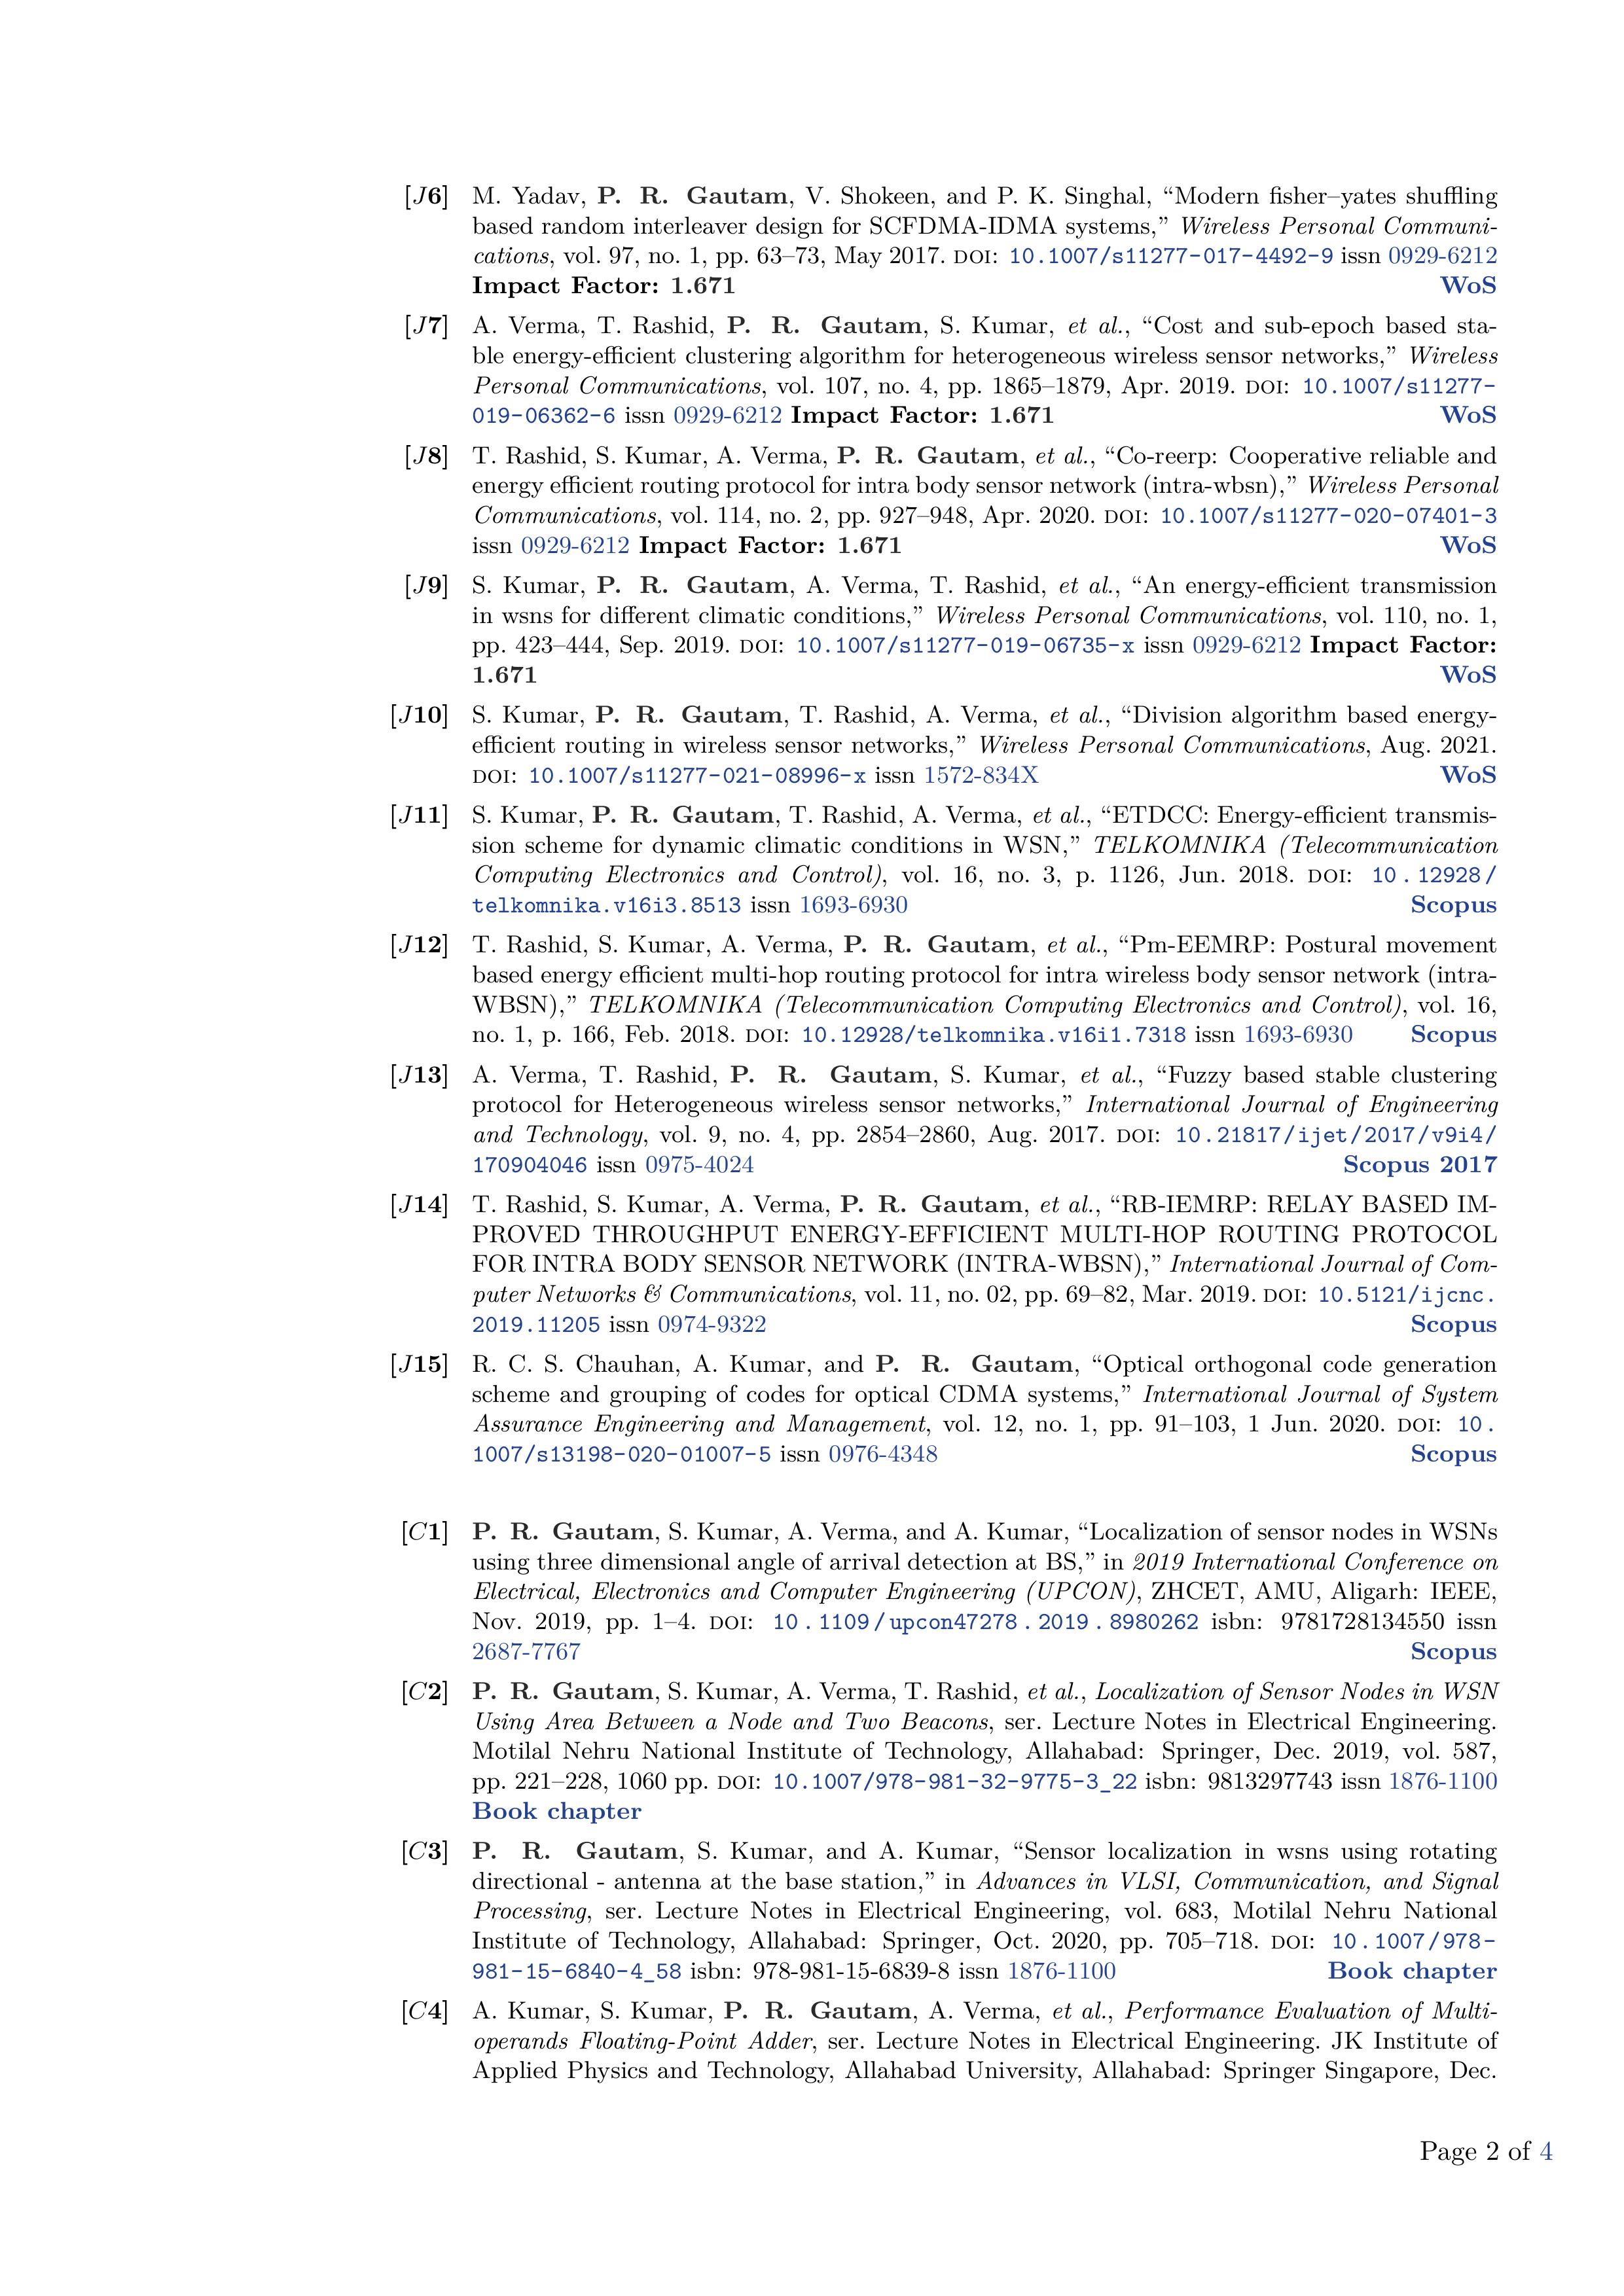 [J6] M. Yadav, P. R. Gautam, V. Shokeen, and P. K. Singhal, “Modern fisher–yates shuffling
based random interleaver design for SCFDMA-IDMA systems,” Wireless Personal Communi-
cations, vol. 97, no. 1, pp. 63–73, May 2017. DOI: 10.1007/s11277-017-4492-9 issn 0929-6212
Impact Factor: 1.671 WoS
[J7] A. Verma, T. Rashid, P. R. Gautam, S. Kumar, et al., “Cost and sub-epoch based sta-
ble energy-efficient clustering algorithm for heterogeneous wireless sensor networks,” Wireless
Personal Communications, vol. 107, no. 4, pp. 1865–1879, Apr. 2019. DOI: 10.1007/s11277-
019-06362-6 issn 0929-6212 Impact Factor: 1.671 WoS
[J8] T. Rashid, S. Kumar, A. Verma, P. R. Gautam, et al., “Co-reerp: Cooperative reliable and
energy efficient routing protocol for intra body sensor network (intra-wbsn),” Wireless Personal
Communications, vol. 114, no. 2, pp. 927–948, Apr. 2020. DOI: 10.1007/s11277-020-07401-3
issn 0929-6212 Impact Factor: 1.671 WoS
[J9] S. Kumar, P. R. Gautam, A. Verma, T. Rashid, et al., “An energy-efficient transmission
in wsns for different climatic conditions,” Wireless Personal Communications, vol. 110, no. 1,
pp. 423–444, Sep. 2019. DOI: 10.1007/s11277-019-06735-x issn 0929-6212 Impact Factor:
1.671 WoS
[J10] S. Kumar, P. R. Gautam, T. Rashid, A. Verma, et al., “Division algorithm based energy-
efficient routing in wireless sensor networks,” Wireless Personal Communications, Aug. 2021.
DOI: 10.1007/s11277-021-08996-x issn 1572-834X WoS
[J11] S. Kumar, P. R. Gautam, T. Rashid, A. Verma, et al., “ETDCC: Energy-efficient transmis-
sion scheme for dynamic climatic conditions in WSN,” TELKOMNIKA (Telecommunication
Computing Electronics and Control), vol. 16, no. 3, p. 1126, Jun. 2018. DOI: 10.12928/
telkomnika.v16i3.8513 issn 1693-6930 Scopus
[J12] T. Rashid, S. Kumar, A. Verma, P. R. Gautam, et al., “Pm-EEMRP: Postural movement
based energy efficient multi-hop routing protocol for intra wireless body sensor network (intra-
WBSN),” TELKOMNIKA (Telecommunication Computing Electronics and Control), vol. 16,
no. 1, p. 166, Feb. 2018. DOI: 10.12928/telkomnika.v16i1.7318 issn 1693-6930 Scopus
[J13] A. Verma, T. Rashid, P. R. Gautam, S. Kumar, et al., “Fuzzy based stable clustering
protocol for Heterogeneous wireless sensor networks,” International Journal of Engineering
and Technology, vol. 9, no. 4, pp. 2854–2860, Aug. 2017. DOI: 10.21817/ijet/2017/v9i4/
170904046 issn 0975-4024 Scopus 2017
[J14] T. Rashid, S. Kumar, A. Verma, P. R. Gautam, et al., “RB-IEMRP: RELAY BASED IM-
PROVED THROUGHPUT ENERGY-EFFICIENT MULTI-HOP ROUTING PROTOCOL
FOR INTRA BODY SENSOR NETWORK (INTRA-WBSN),” International Journal of Com-
puter Networks & Communications, vol. 11, no. 02, pp. 69–82, Mar. 2019. DOI: 10.5121/ijcnc.
2019.11205 issn 0974-9322 Scopus
[J15] R. C. S. Chauhan, A. Kumar, and P. R. Gautam, “Optical orthogonal code generation
scheme and grouping of codes for optical CDMA systems,” International Journal of System
Assurance Engineering and Management, vol. 12, no. 1, pp. 91–103, 1 Jun. 2020. DOI: 10.
1007/s13198-020-01007-5 issn 0976-4348 Scopus
[C1] P. R. Gautam, S. Kumar, A. Verma, and A. Kumar, “Localization of sensor nodes in WSNs
using three dimensional angle of arrival detection at BS,” in 2019 International Conference on
Electrical, Electronics and Computer Engineering (UPCON), ZHCET, AMU, Aligarh: IEEE,
Nov. 2019, pp. 1–4. DOI: 10.1109/upcon47278.2019.8980262 isbn: 9781728134550 issn
2687-7767 Scopus
[C2] P. R. Gautam, S. Kumar, A. Verma, T. Rashid, et al., Localization of Sensor Nodes in WSN
Using Area Between a Node and Two Beacons, ser. Lecture Notes in Electrical Engineering.
Motilal Nehru National Institute of Technology, Allahabad: Springer, Dec. 2019, vol. 587,
pp. 221–228, 1060 pp. DOI: 10.1007/978-981-32-9775-3_22 isbn: 9813297743 issn 1876-1100
Book chapter
[C3] P. R. Gautam, S. Kumar, and A. Kumar, “Sensor localization in wsns using rotating
directional - antenna at the base station,” in Advances in VLSI, Communication, and Signal
Processing, ser. Lecture Notes in Electrical Engineering, vol. 683, Motilal Nehru National
Institute of Technology, Allahabad: Springer, Oct. 2020, pp. 705–718. DOI: 10.1007/978-
981-15-6840-4_58 isbn: 978-981-15-6839-8 issn 1876-1100 Book chapter
[C4] A. Kumar, S. Kumar, P. R. Gautam, A. Verma, et al., Performance Evaluation of Multi-
operands Floating-Point Adder, ser. Lecture Notes in Electrical Engineering. JK Institute of
Applied Physics and Technology, Allahabad University, Allahabad: Springer Singapore, Dec.
Page 2 of 4